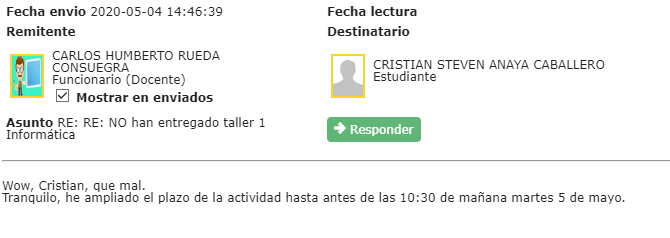 Fecha envio 2020-05-04 14:46:39
Remitente
CARLOS HUMBERTO RUEDA
CONSUEGRA
Funcionario (Docente)
Mostrar en enviados
Asunto RE: RE: NO han entregado taller 1
Informática
Fecha lectura
Destinatario
CRISTIAN STEVEN ANAYA CABALLERO
Estudiante
Responder
Wow, Cristian, que mal.
Tranquilo, he ampliado el plazo de la actividad hasta antes de las 10:30 de mañana martes 5 de mayo.